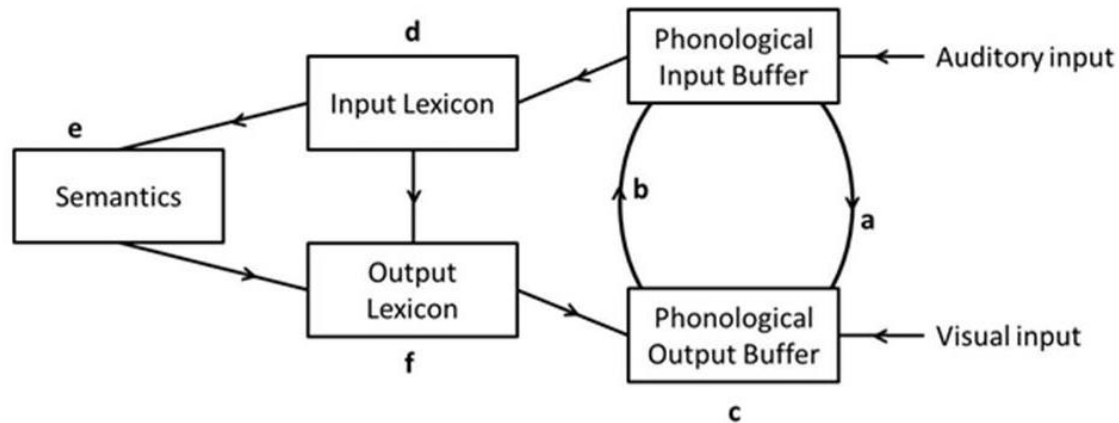 d
Phonological
Input Buffer
Auditory input
Input Lexicon
e
Semantics
b
a
Output
Lexicon
Phonological
Output Buffer
Visual input
f
c